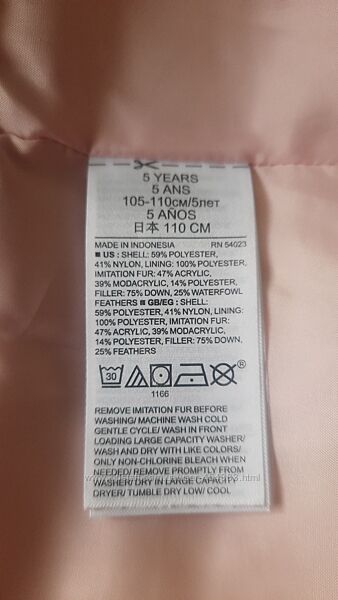 5 YEARS
5 ANS
105-110см/5лет
5 AÑOS
日本 110 CM
MADE IN INDONESIA RN 54023
■ US : SHELL: 59% POLYESTER,
41% NYLON, LINING: 100% POLYESTER,
IMITATION FUR: 47% ACRYLIC,
39% MODACRYLIC, 14% POLYESTER,
FILLER: 75% DOWN, 25% WATERFOWL
FEATHERS ■ GB/EG : SHELL:
59% POLYESTER, 41% NYLON, LINING:
100% POLYESTER, IMITATION FUR:
47% ACRYLIC, 39% MODACRYLIC,
14% POLYESTER, FILLER: 75% DOWN,
25% FEATHERS
30
1166
REMOVE IMITATION FUR BEFORE
WASHING/ MACHINE WASH COLD
GENTLE CYCLE/ WASH IN FRONT
LOADING LARGE CAPACITY WASHER/
WASH AND DRY WITH LIKE COLORS/
ONLY NON-CHLORINE BLEACH WHEN
NEEDED/ REMOVE PROMPTLY FROM
WASHER/ DRY IN LARGE CAPACITY
DRYER/ TUMBLE DRY LOW/ COOL